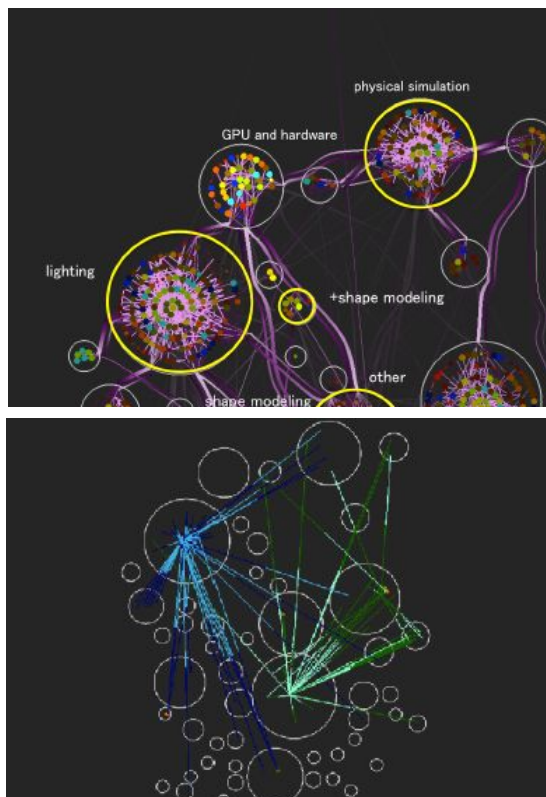 physical simulation
GPU and hardware
lighting
+shape modeling
other
shape modeling